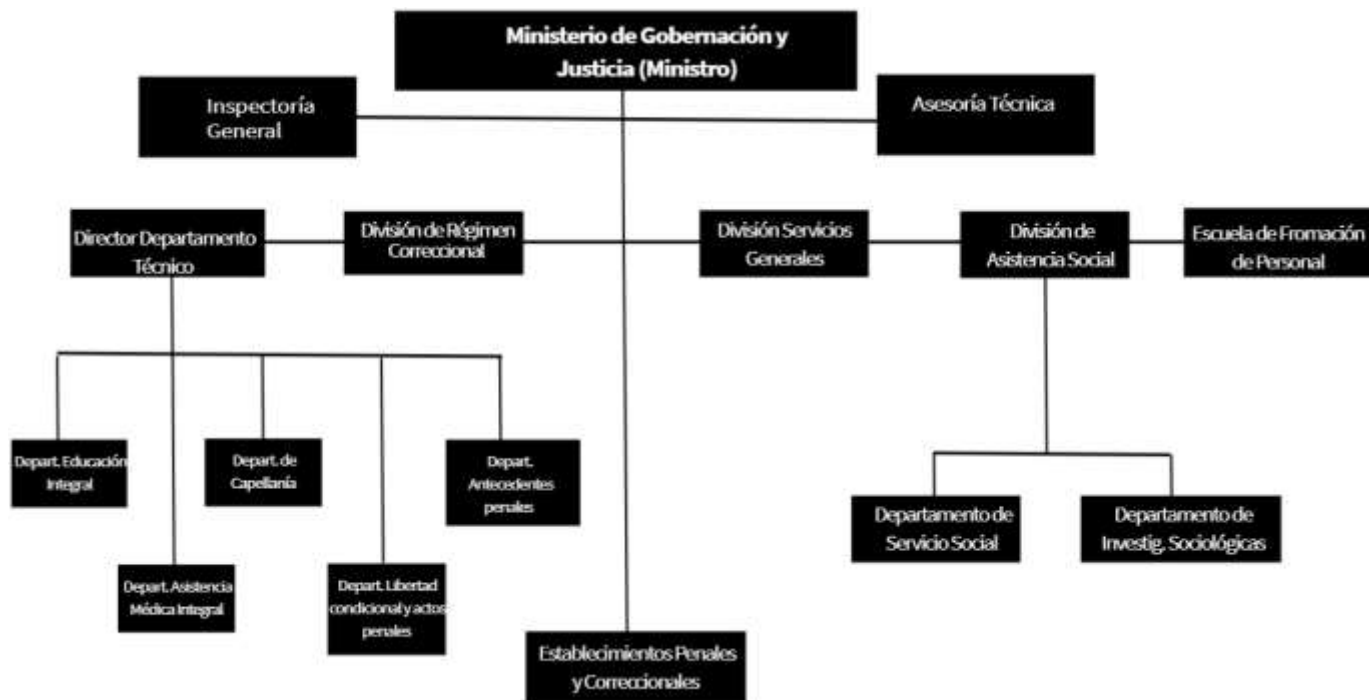 Ministerio de Gobernación y
Justicia (Ministro)
Inspectoría
General
Asesoría Técnica
Director Departamento
Técnico
División de Régimen
Correccional
División Servicios
Generales
División de
Asistencia Social
Escuela de Fromación
de Personal
Depart. Educación
Integral
Depart. de
Capellanía
Depart.
Antecedentes
penales
Depart. Asistencia
Médica Integral
Depart. Libertad
condicional y actos
penales
Departamento de
Servicio Social
Departamento de
Investig. Sociológicas
Establecimientos Penales
y Correccionales